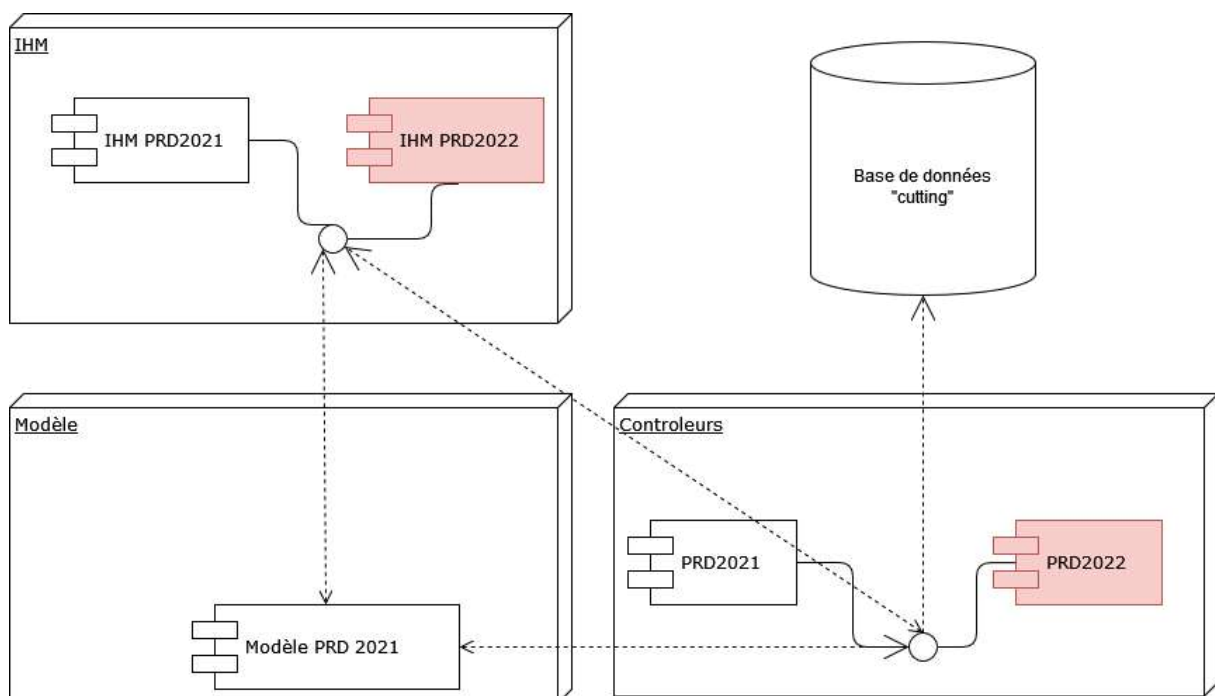 IHM
IHM PRD2021
IHM PRD2022
Base de données
"cutting"
Modèle
Controleurs
PRD2021
PRD2022
Modèle PRD 2021